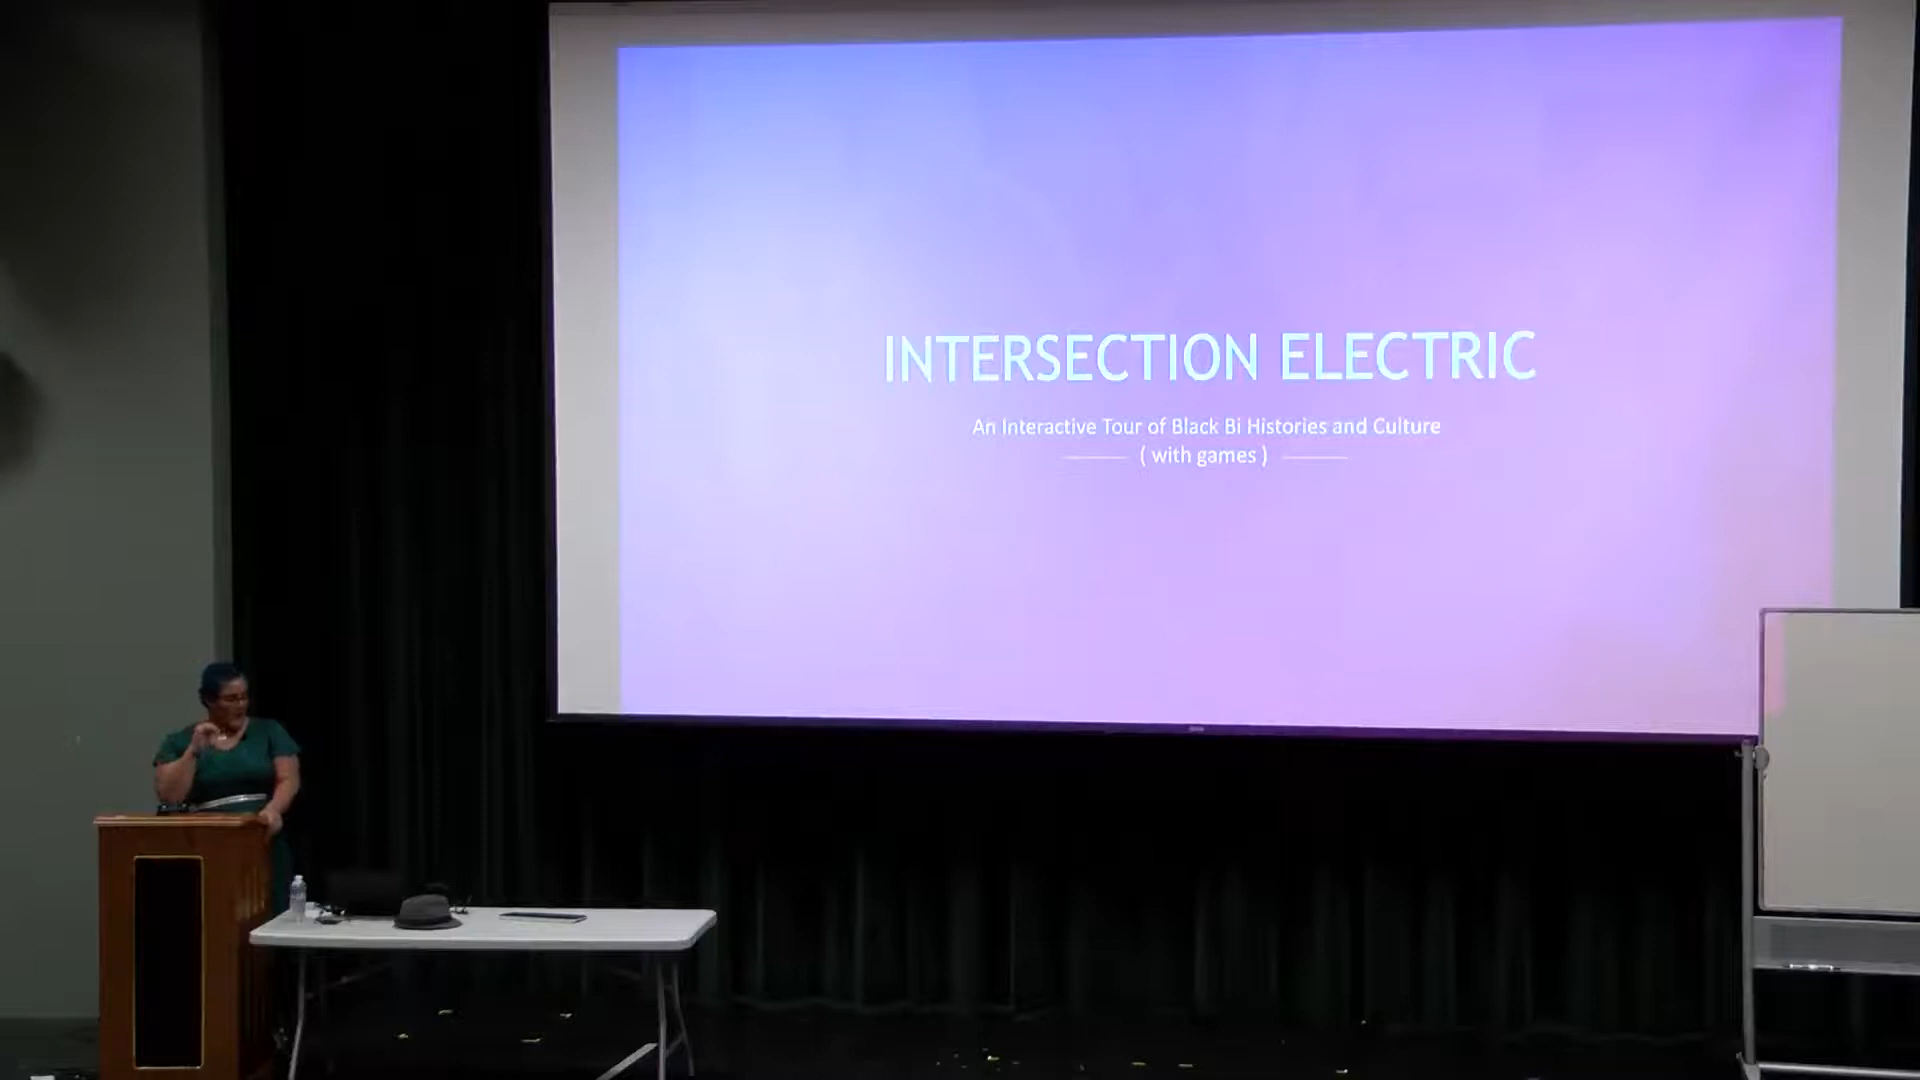 INTERSECTION ELECTRIC
An Interactive Tour of Black Bi Histories and Culture
( with games )